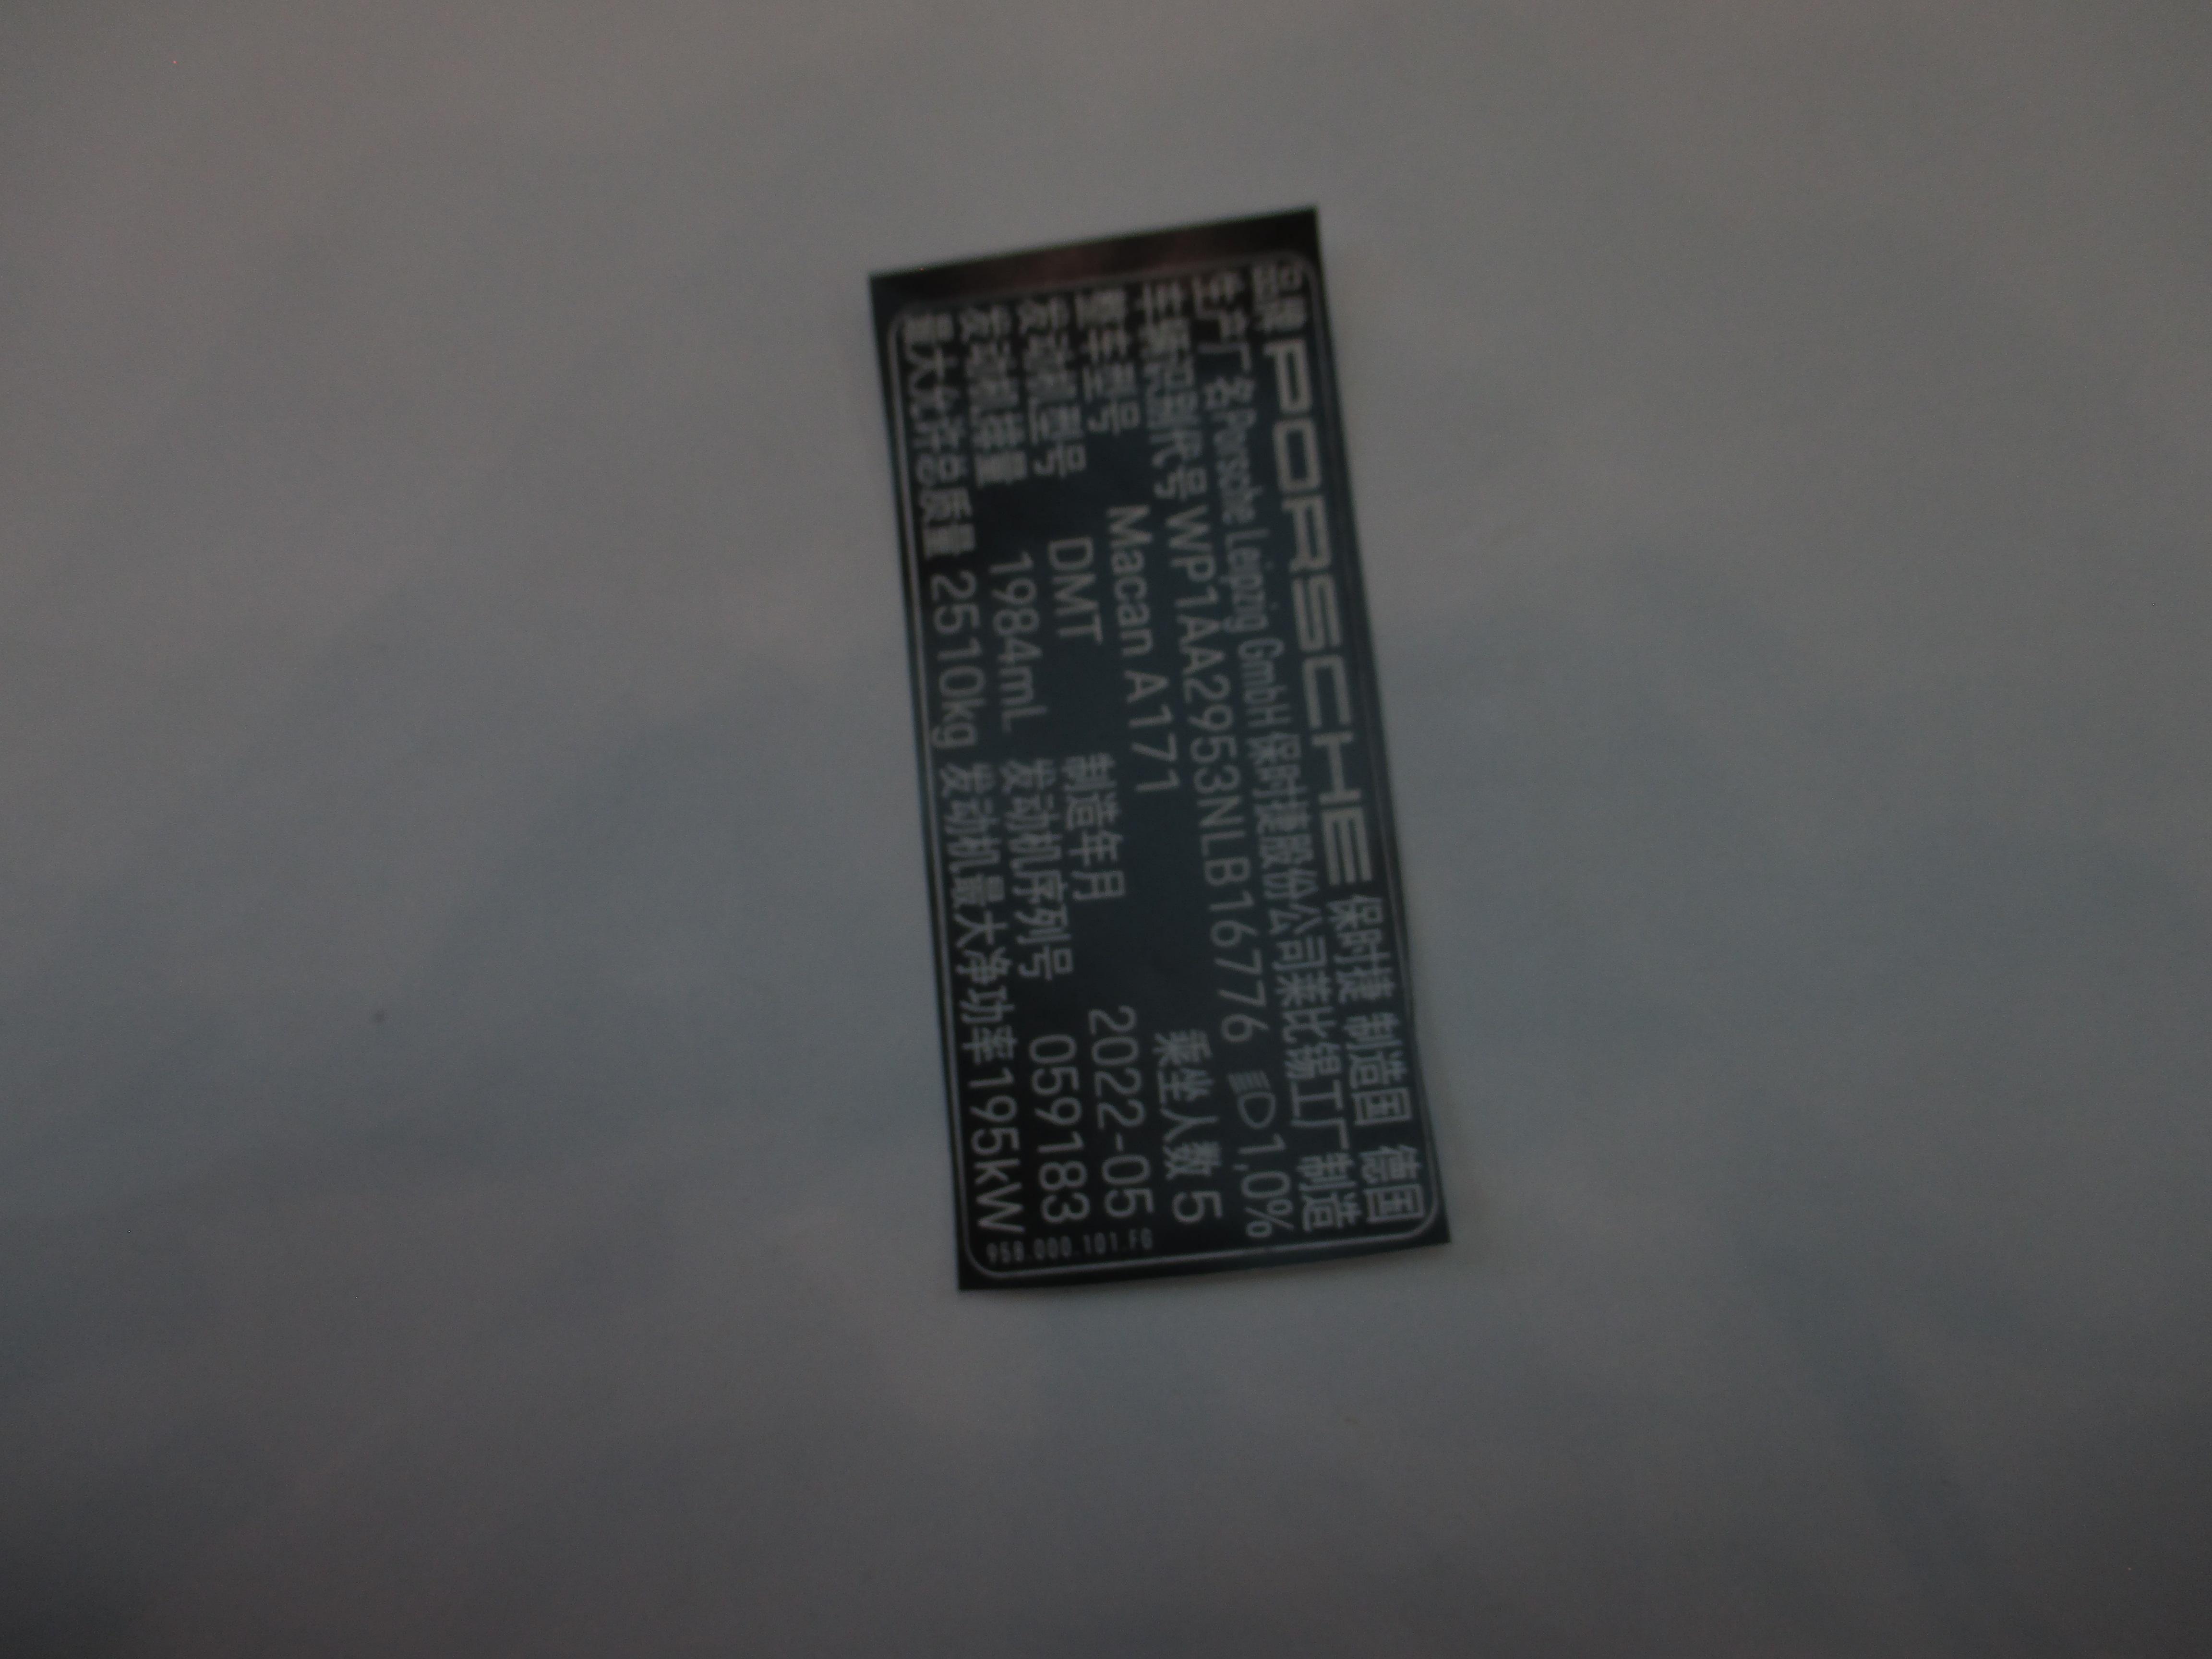 品牌 PORSCHE 保时捷 制造国 德国
生产厂名 Porsche Leipzig GmbH 保时捷股份公司莱比锡工厂制造
车辆识别代号 WP1AA2953NLB16776 1,0%
整车型号 Macan A171 乘坐人数 5
发动机型号 DMT 制造年月 2022-05
发动机排量 1984mL 发动机序列号 059183
最大允许总质量 2510kg 发动机最大净功率 195kW
95B.000.101.FQ